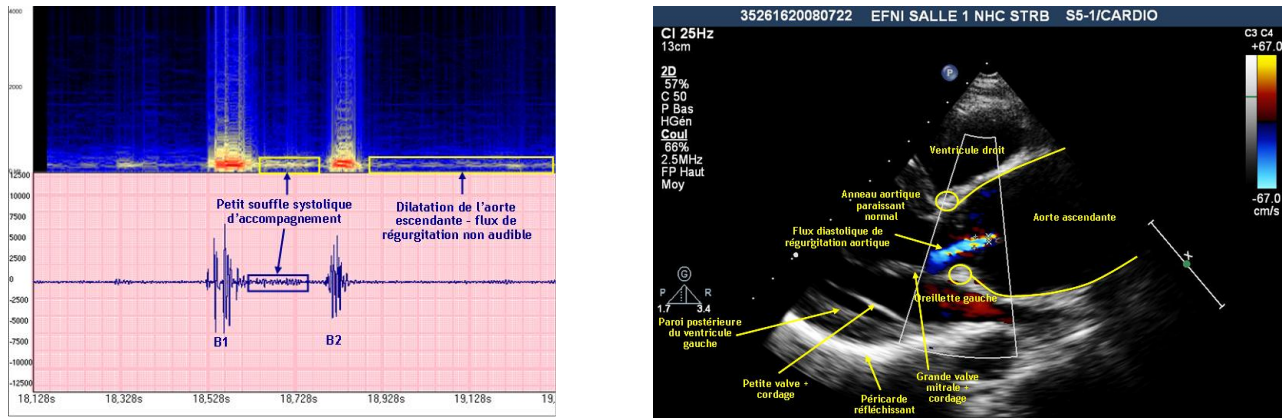 4000
2000
0.00
12500
10000
7500
5000
2500
0
-2500
-5000
-7500
-10000
-12500
18,128s
18,328s
18,528s
18,728s
18,928s
19,128s
Petit souffle systolique
d'accompagnement
Dilatation de l'aorte
escendante - flux de
régurgitation non audible
B1
B2
35261620080722 EFNI SALLE 1 NHC STRB S5-1/CARDIO
CI 25Hz
13cm
2D
57%
C 50
P Bas
HGén
Coul
66%
2.5MHz
FP Haut
Moy
P
C3 C4
+67.0
-67.0
cm/s
G
P R
1.7 3.4
x
Ventricule droit
Anneau aortique
paraissant
normal
Flux diastolique de
régurgitation aortique
Aorte ascendante
Oreillette gauche
Paroi postérieure
du ventricule
gauche
Petite valve +
cordage
Péricarde
réfléchissant
Grande valve
mitrale +
cordage